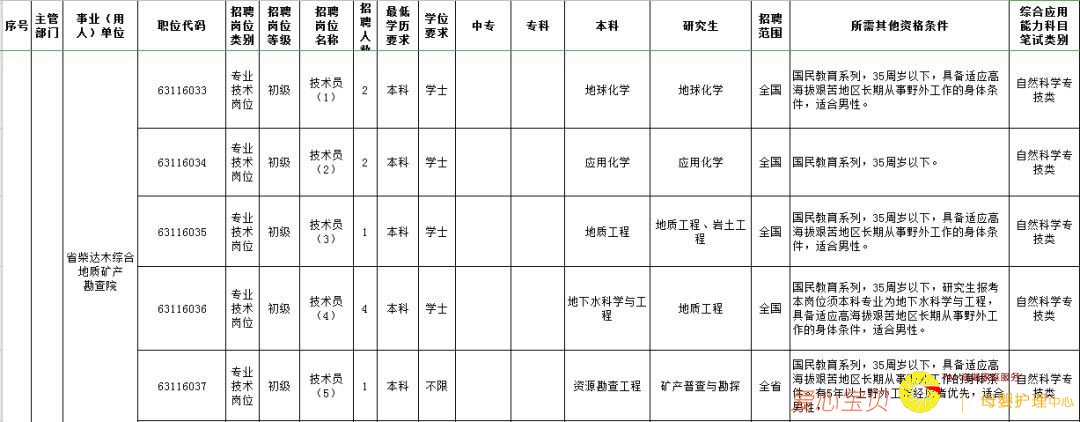 序号
主管
部门
事业（用
人）单位
职位代码
招聘
岗位
类别
招聘
岗位
等级
招聘
岗位
名称
招
聘
人
数
最低
学历
要求
学位
要求
中专
专科
本科
研究生
招聘
范围
所需其他资格条件
综合应用
能力科目
笔试类别
省柴达木综合
地质矿产
勘查院
63116033
专业
技术
岗位
初级
技术员
（1）
2
本科
学士
地球化学
地球化学
全国
国民教育系列，35周岁以下，具备适应高
海拔艰苦地区长期从事野外工作的身体条
件，适合男性。
自然科学专
技类
63116034
专业
技术
岗位
初级
技术员
（2）
2
本科
学士
应用化学
应用化学
全国
国民教育系列，35周岁以下。
自然科学专
技类
63116035
专业
技术
岗位
初级
技术员
（3）
1
本科
学士
地质工程
地质工程、岩土工
程
全国
国民教育系列，35周岁以下，具备适应高
海拔艰苦地区长期从事野外工作的身体条
件，适合男性。
自然科学专
技类
63116036
专业
技术
岗位
初级
技术员
（4）
4
本科
学士
地下水科学与工
程
地质工程
全国
国民教育系列，35周岁以下，研究生报考
本岗位须本科专业为地下水科学与工程，
具备适应高海拔艰苦地区长期从事野外工
作的身体条件，适合男性。
自然科学专
技类
63116037
专业
技术
岗位
初级
技术员
（5）
1
本科
不限
资源勘查工程
矿产普查与勘探
全省
国民教育系列，35周岁以下，具备适应高
海拔艰苦地区长期从事野外工作的身体条
件，有5年以上野外工作经历者优先，适合
男性，
自然科学专
技类
爱心宝贝
母婴护理中心